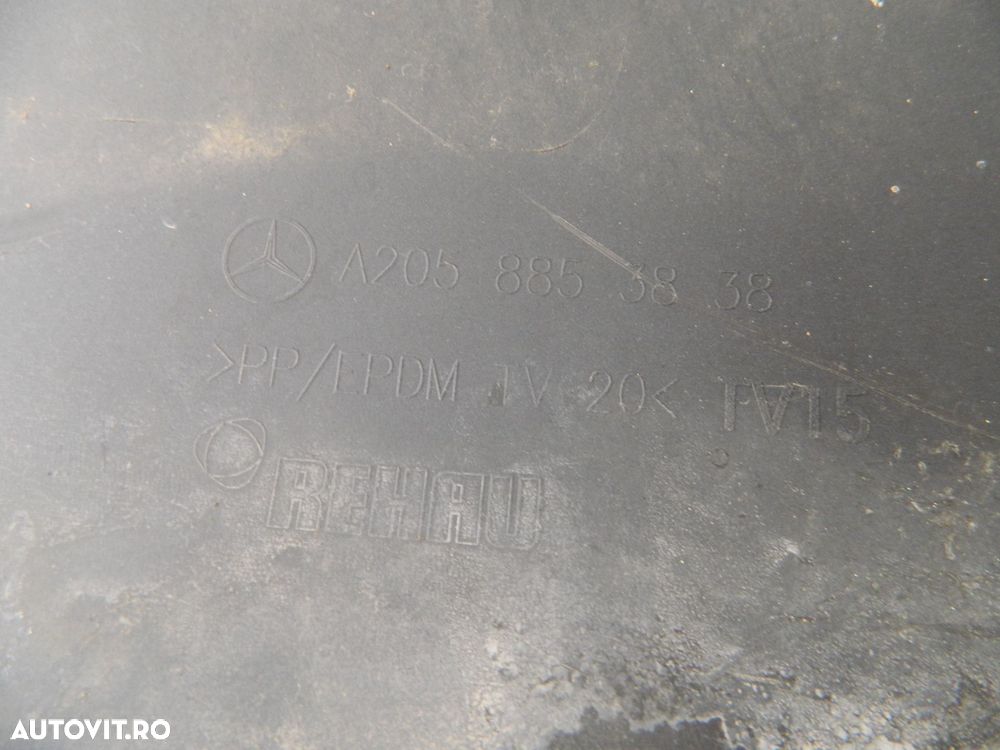 A205 885 38 38
>PP/EPDM TV 20< TV15
REHAU
AUTOVIT.RO